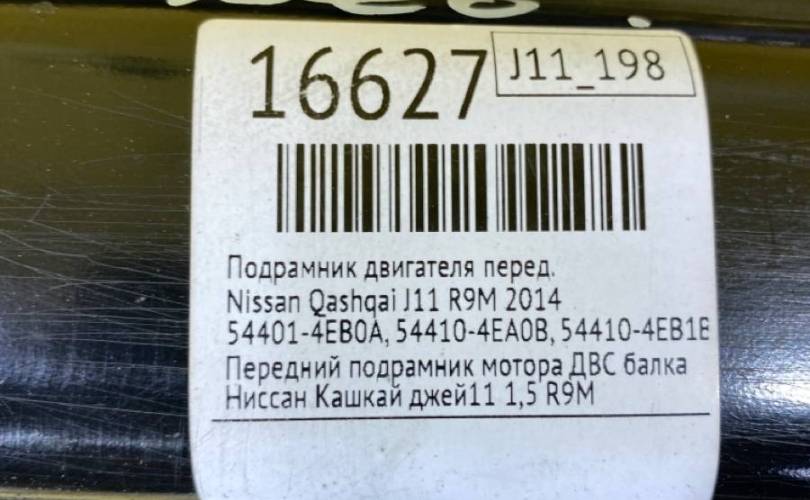 16627
J11_198
Подрамник двигателя перед.
Nissan Qashqai J11 R9M 2014
54401-4EB0A, 54410-4EA0B, 54410-4EB1B
Передний подрамник мотора ДВС балка
Ниссан Кашкай джей11 1,5 R9M